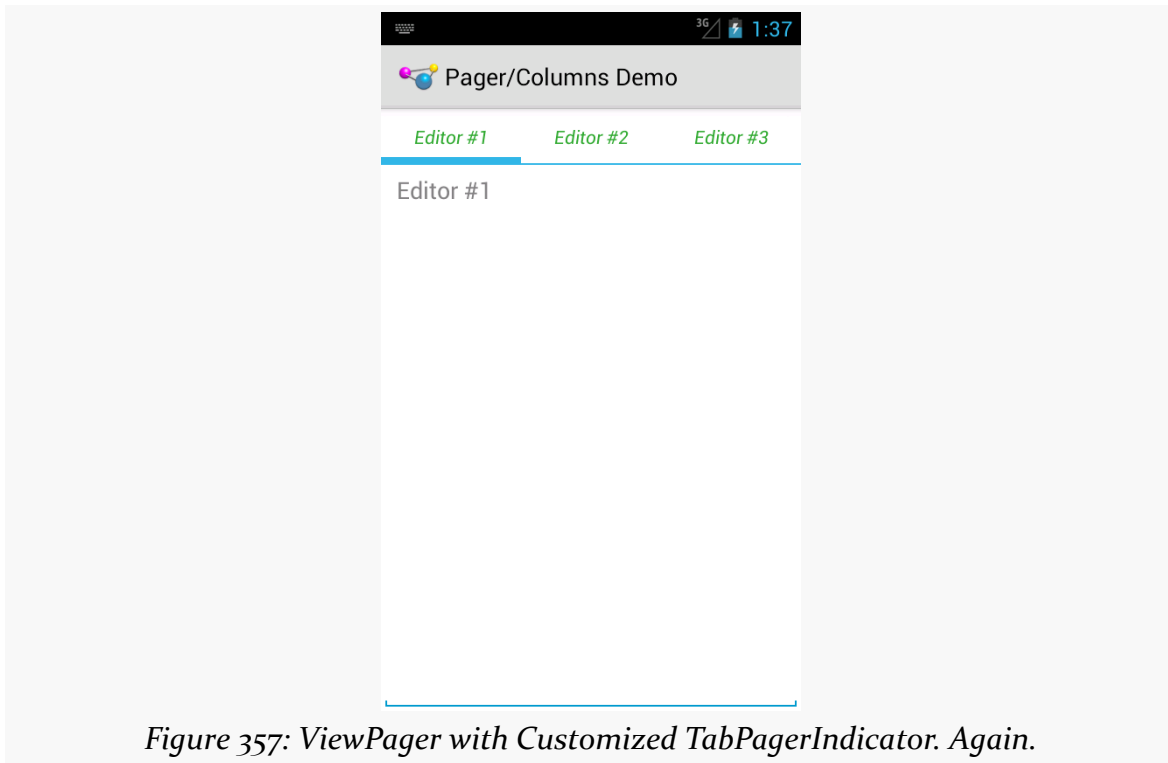 3G 1:37
Pager/Columns Demo
Editor #1 Editor #2 Editor #3
Editor #1
Figure 357: ViewPager with Customized TabPagerIndicator. Again.